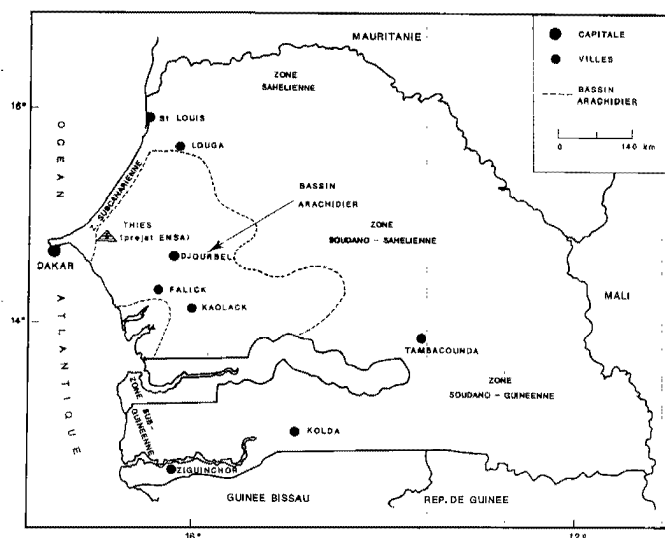 MAURITANIE
CAPITALE
VILLES
BASSIN
ARACHIDIER
0 140 km
ZONE
SAHELIENNE
16°
OCEAN
St LOUIS
LOUGA
Z. SUBCANARIENNE
BASSIN
ARACHIDIER
THIES
(projet ENSA)
ZONE
SOUDANO - SAHELIENNE
DJOURBEL
DAKAR
FALICK
KAOLACK
MALI
14°
ATLANTIQUE
TAMBACOUNDA
ZONE
SOUDANO - GUINEENNE
ZONE SUB-
GUINEENNE
KOLDA
ZIGUINCHOR
GUINEE BISSAU
REP. DE GUINEE
16°
12°